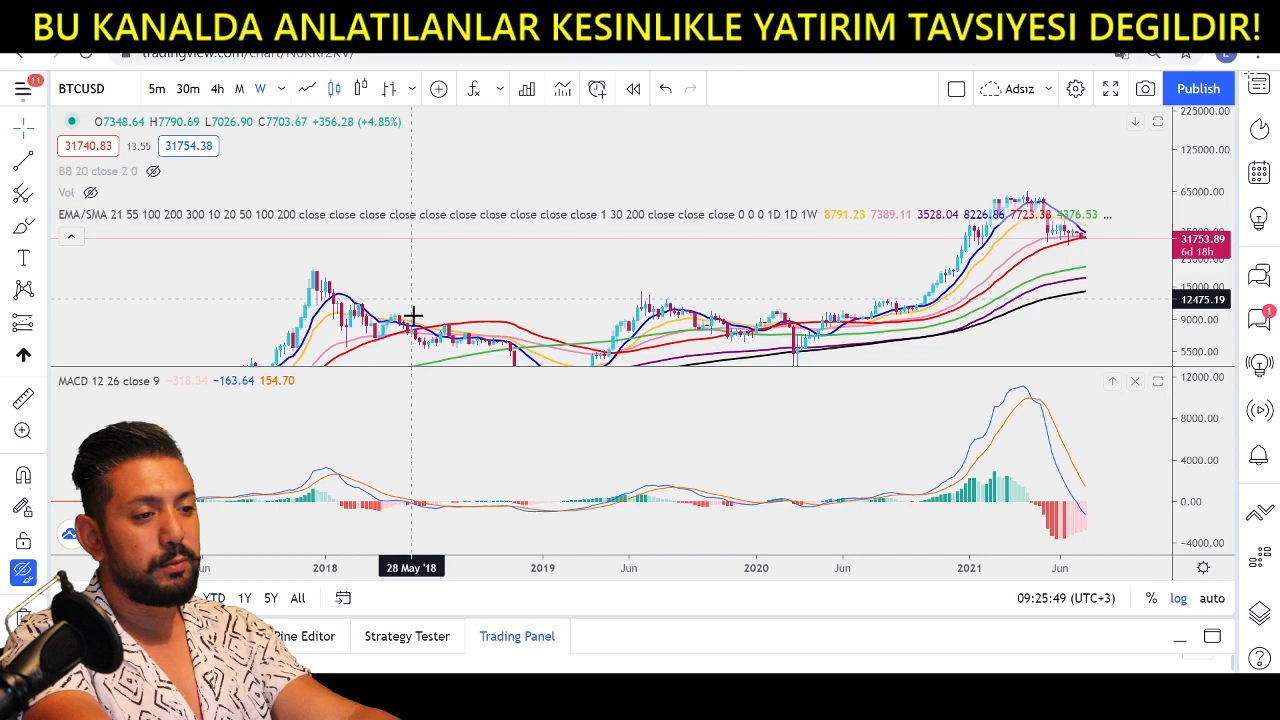 BU KANALDA ANLATILANLAR KESINLIKLE YATIRIM TAVSIYESI DEGILDIR!
11
BTCUSD
5m 30m 4h M W
Adsız
Publish
O7348.64 H7790.69 L7026.90 C7703.67 +356.28 (+4.85%)
31740.83 13.55 31754.38
BB 20 close 2 0
Vol
EMA/SMA 21 55 100 200 300 10 20 50 100 200 close close close close close close close close close close 1 30 200 close close close 0 0 0 1D 1D 1W 8791.23 7389.11 3528.04 8226.86 7723.38 4376.53 ...
225000.00
125000.00
65000.00
31753.89
6d 18h
12475.19
9000.00
5500.00
1
MACD 12 26 close 9 −318.34 −163.64 154.70
12000.00
8000.00
4000.00
0.00
−4000.00
2018 28 May '18 2019 Jun 2020 Jun 2021 Jun
YTD 1Y 5Y All
09:25:49 (UTC+3) % log auto
Pine Editor Strategy Tester Trading Panel